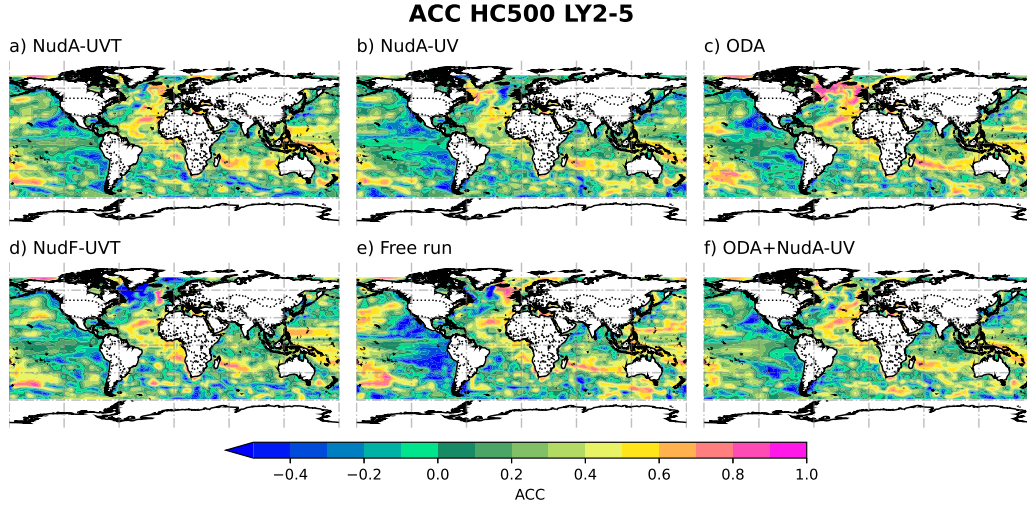 ACC HC500 LY2-5
a) NudA-UVT
b) NudA-UV
c) ODA
d) NudF-UVT
e) Free run
f) ODA+NudA-UV
−0.4 −0.2 0.0 0.2 0.4 0.6 0.8 1.0
ACC